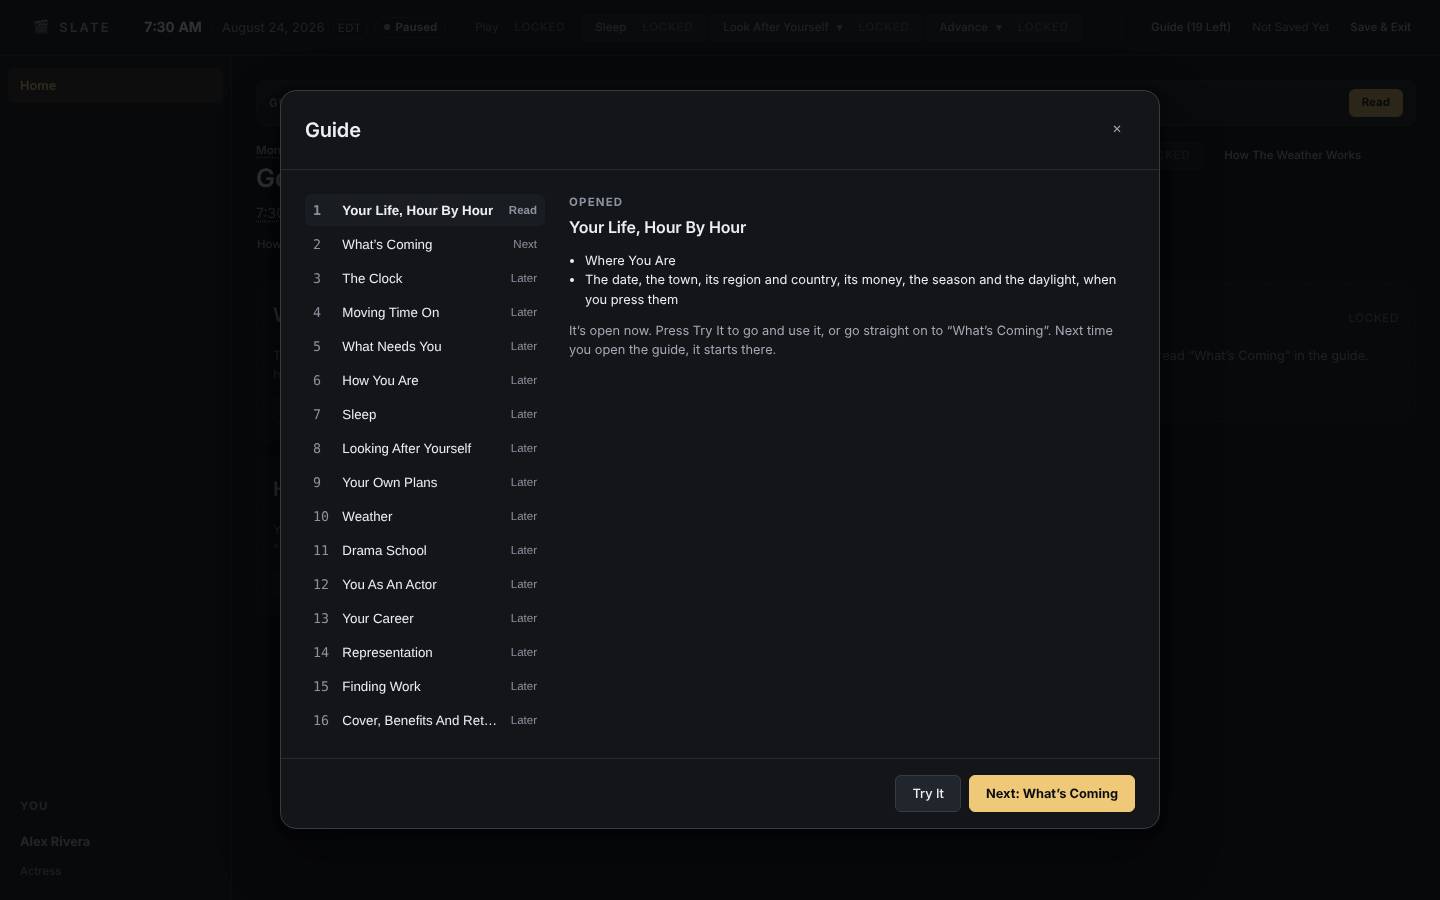 SLATE
7:30 AM August 24, 2026 EDT Paused
Play LOCKED
Sleep LOCKED
Look After Yourself ▾ LOCKED
Advance ▾ LOCKED
Guide (19 Left)
Not Saved Yet
Save & Exit
Home
Read
How The Weather Works
LOCKED
read “What’s Coming” in the guide.
Guide
×
1 Your Life, Hour By Hour Read
2 What’s Coming Next
3 The Clock Later
4 Moving Time On Later
5 What Needs You Later
6 How You Are Later
7 Sleep Later
8 Looking After Yourself Later
9 Your Own Plans Later
10 Weather Later
11 Drama School Later
12 You As An Actor Later
13 Your Career Later
14 Representation Later
15 Finding Work Later
16 Cover, Benefits And Ret… Later
OPENED
Your Life, Hour By Hour
• Where You Are
• The date, the town, its region and country, its money, the season and the daylight, when
you press them
It’s open now. Press Try It to go and use it, or go straight on to “What’s Coming”. Next time
you open the guide, it starts there.
Try It
Next: What’s Coming
YOU
Alex Rivera
Actress